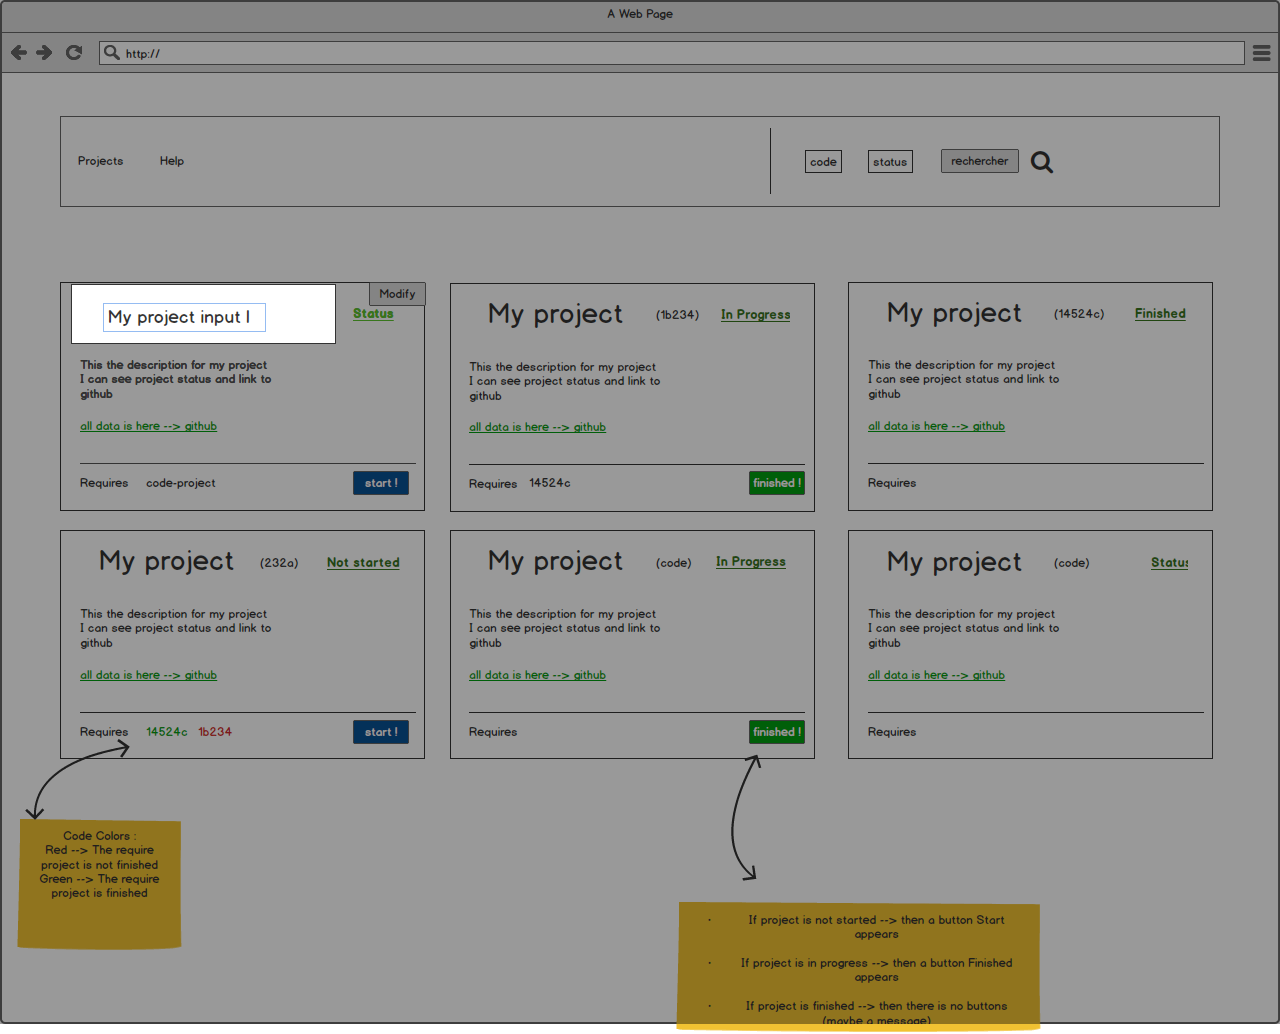 A Web Page
http://
Projects Help code status rechercher
Modify
My project input I Status
This the description for my project
I can see project status and link to
github
all data is here --> github
Requires code-project start !
My project (1b234) In Progress
This the description for my project
I can see project status and link to
github
all data is here --> github
Requires 14524c finished !
My project (14524c) Finished
This the description for my project
I can see project status and link to
github
all data is here --> github
Requires
My project (232a) Not started
This the description for my project
I can see project status and link to
github
all data is here --> github
Requires 14524c 1b234 start !
My project (code) In Progress
This the description for my project
I can see project status and link to
github
all data is here --> github
Requires finished !
My project (code) Status
This the description for my project
I can see project status and link to
github
all data is here --> github
Requires
Code Colors :
Red --> The require
project is not finished
Green --> The require
project is finished
· If project is not started --> then a button Start
appears
· If project is in progress --> then a button Finished
appears
· If project is finished --> then there is no buttons
(maybe a message)